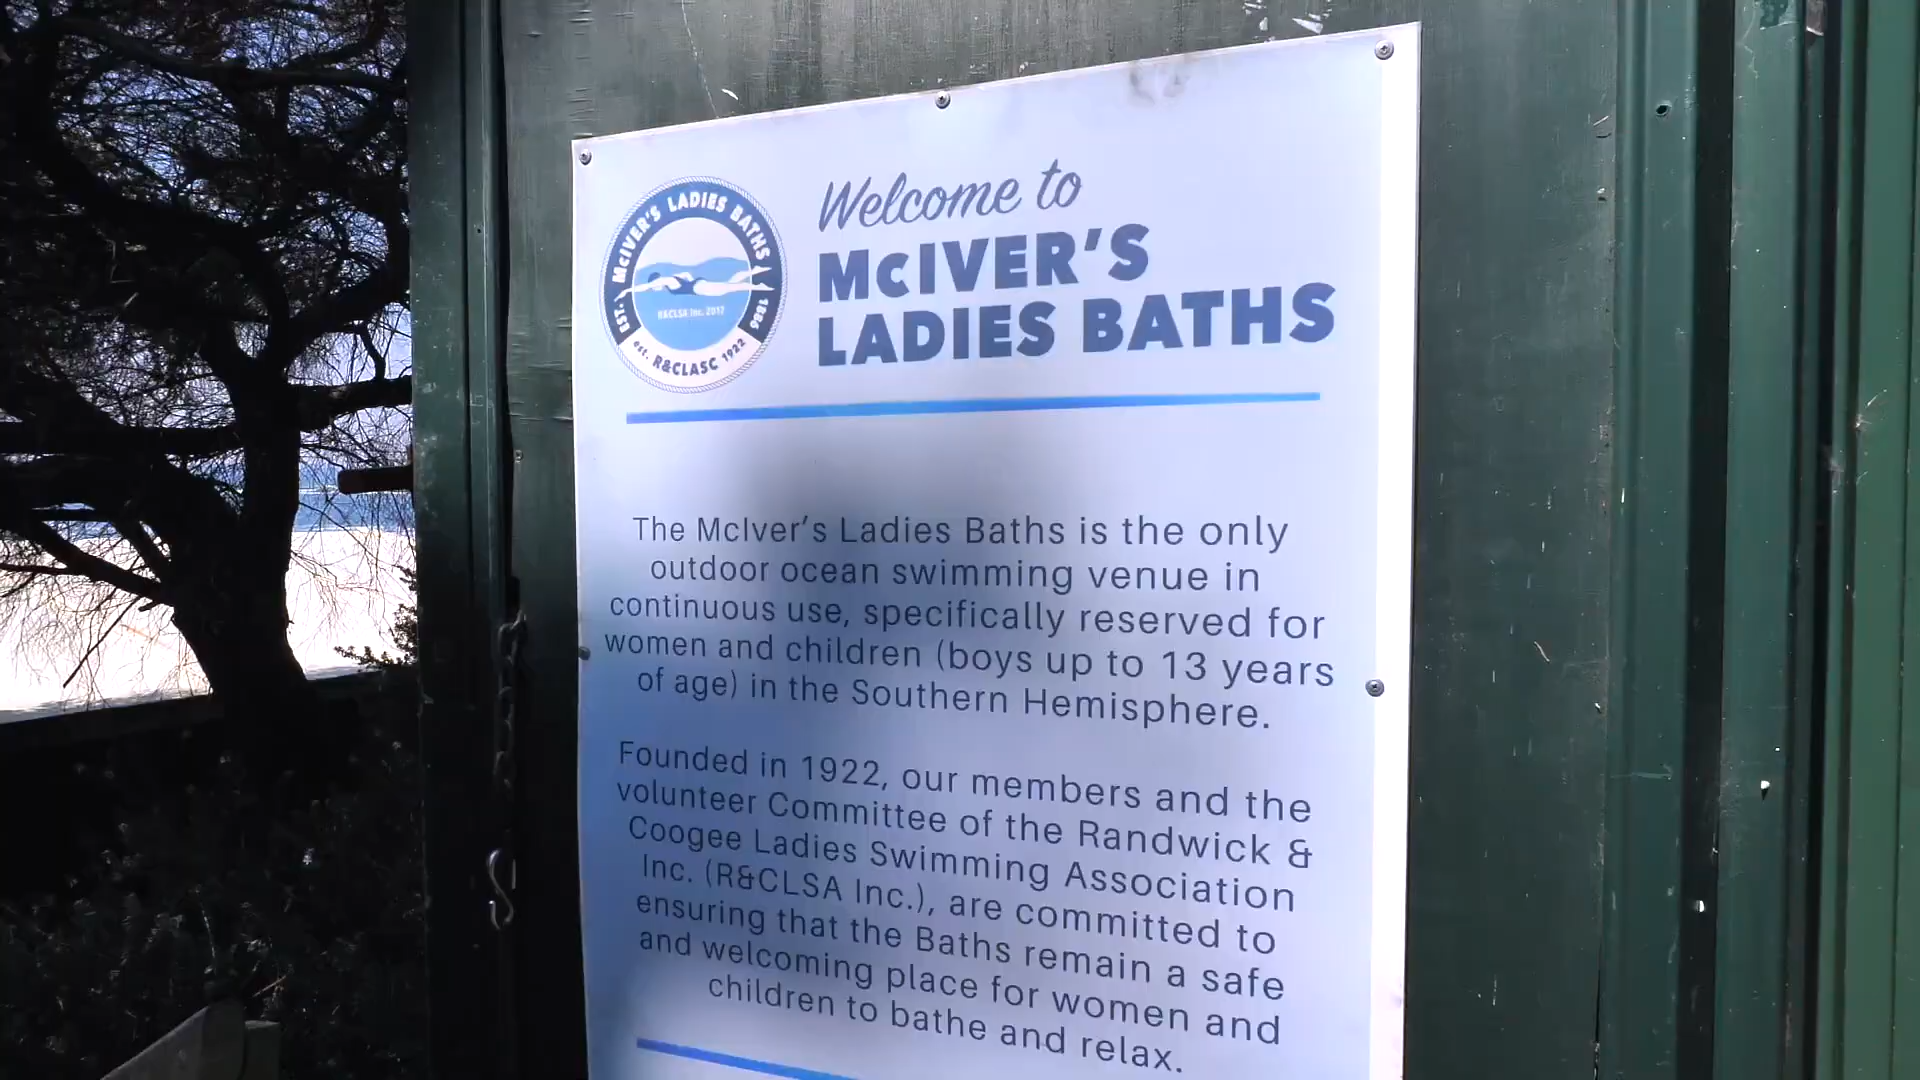 McIVER'S LADIES BATHS
EST. 1886
R&CLSA Inc. 2017
est. R&CLASC 1922
Welcome to
McIVER'S
LADIES BATHS
The McIver's Ladies Baths is the only
outdoor ocean swimming venue in
continuous use, specifically reserved for
women and children (boys up to 13 years
of age) in the Southern Hemisphere.
Founded in 1922, our members and the
volunteer Committee of the Randwick &
Coogee Ladies Swimming Association
Inc. (R&CLSA Inc.), are committed to
ensuring that the Baths remain a safe
and welcoming place for women and
children to bathe and relax.